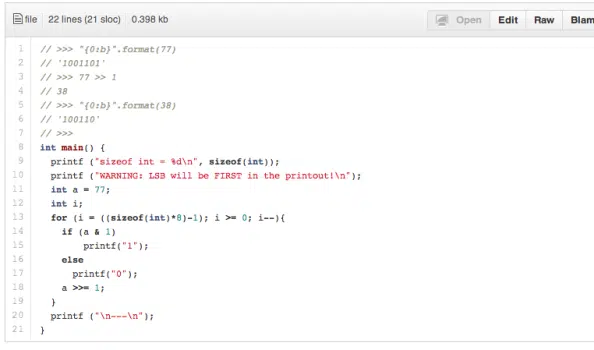 file 22 lines (21 sloc) 0.398 kb Open Edit Raw Blam
1 // >>> "{0:b}".format(77)
2 // '1001101'
3 // >>> 77 >> 1
4 // 38
5 // >>> "{0:b}".format(38)
6 // '100110'
7 // >>>
8 int main() {
9 printf ("sizeof int = %d\n", sizeof(int));
10 printf ("WARNING: LSB will be FIRST in the printout!\n");
11 int a = 77;
12 int i;
13 for (i = ((sizeof(int)*8)-1); i >= 0; i--){
14 if (a & 1)
15 printf("1");
16 else
17 printf("0");
18 a >>= 1;
19 }
20 printf ("\n---\n");
21 }